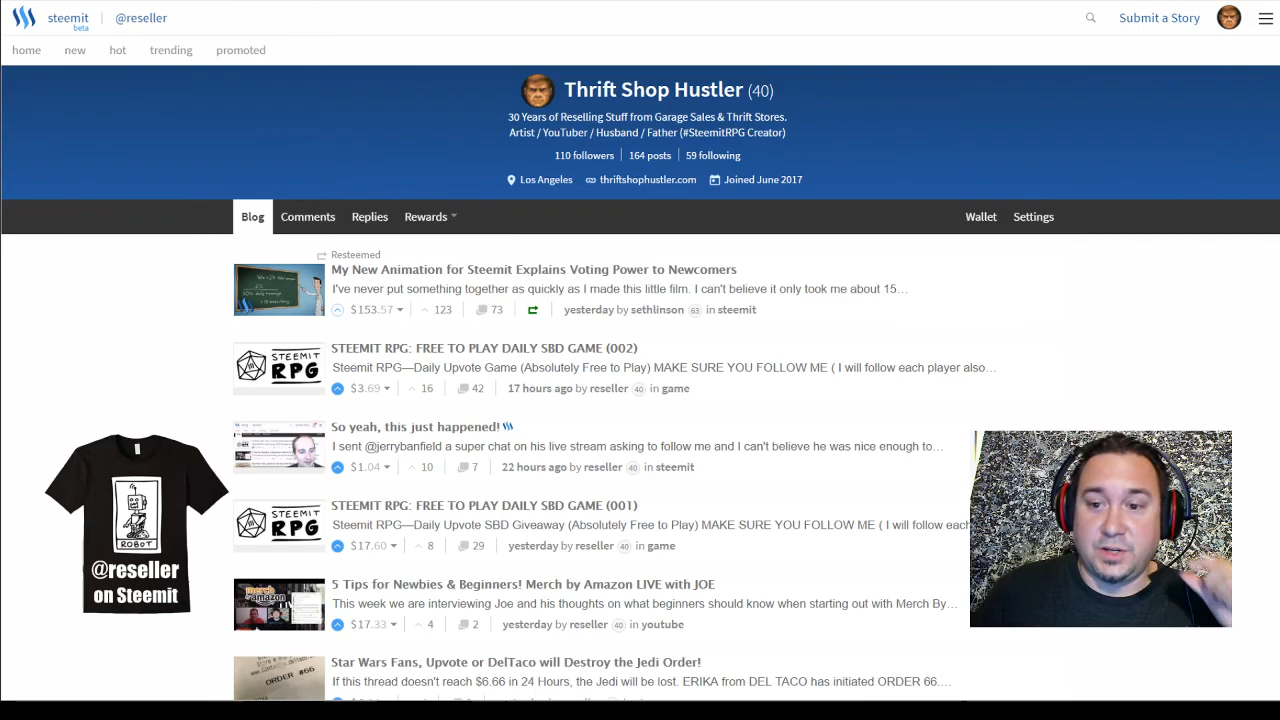 steemit
beta
@reseller
Submit a Story
home new hot trending promoted
Thrift Shop Hustler (40)
30 Years of Reselling Stuff from Garage Sales & Thrift Stores.
Artist / YouTuber / Husband / Father (#SteemitRPG Creator)
110 followers 164 posts 59 following
Los Angeles thriftshophustler.com Joined June 2017
Blog Comments Replies Rewards Wallet Settings
Resteemed
My New Animation for Steemit Explains Voting Power to Newcomers
I've never put something together as quickly as I made this little film. I can't believe it only took me about 15…
$153.57 123 73 yesterday by sethlinson 63 in steemit
STEEMIT RPG
STEEMIT RPG: FREE TO PLAY DAILY SBD GAME (002)
Steemit RPG—Daily Upvote Game (Absolutely Free to Play) MAKE SURE YOU FOLLOW ME ( I will follow each player also…
$3.69 16 42 17 hours ago by reseller 40 in game
So yeah, this just happened!
I sent @jerrybanfield a super chat on his live stream asking to follow me and I can't believe he was nice enough to…
$1.04 10 7 22 hours ago by reseller 40 in steemit
STEEMIT RPG
STEEMIT RPG: FREE TO PLAY DAILY SBD GAME (001)
Steemit RPG—Daily Upvote SBD Giveaway (Absolutely Free to Play) MAKE SURE YOU FOLLOW ME ( I will follow each
$17.60 8 29 yesterday by reseller 40 in game
merch by amazon
5 Tips for Newbies & Beginners! Merch by Amazon LIVE with JOE
This week we are interviewing Joe and his thoughts on what beginners should know when starting out with Merch By…
$17.33 4 2 yesterday by reseller 40 in youtube
ORDER #66
Star Wars Fans, Upvote or DelTaco will Destroy the Jedi Order!
If this thread doesn't reach $6.66 in 24 Hours, the Jedi will be lost. ERIKA from DEL TACO has initiated ORDER 66.…
ROBOT
@reseller
on Steemit